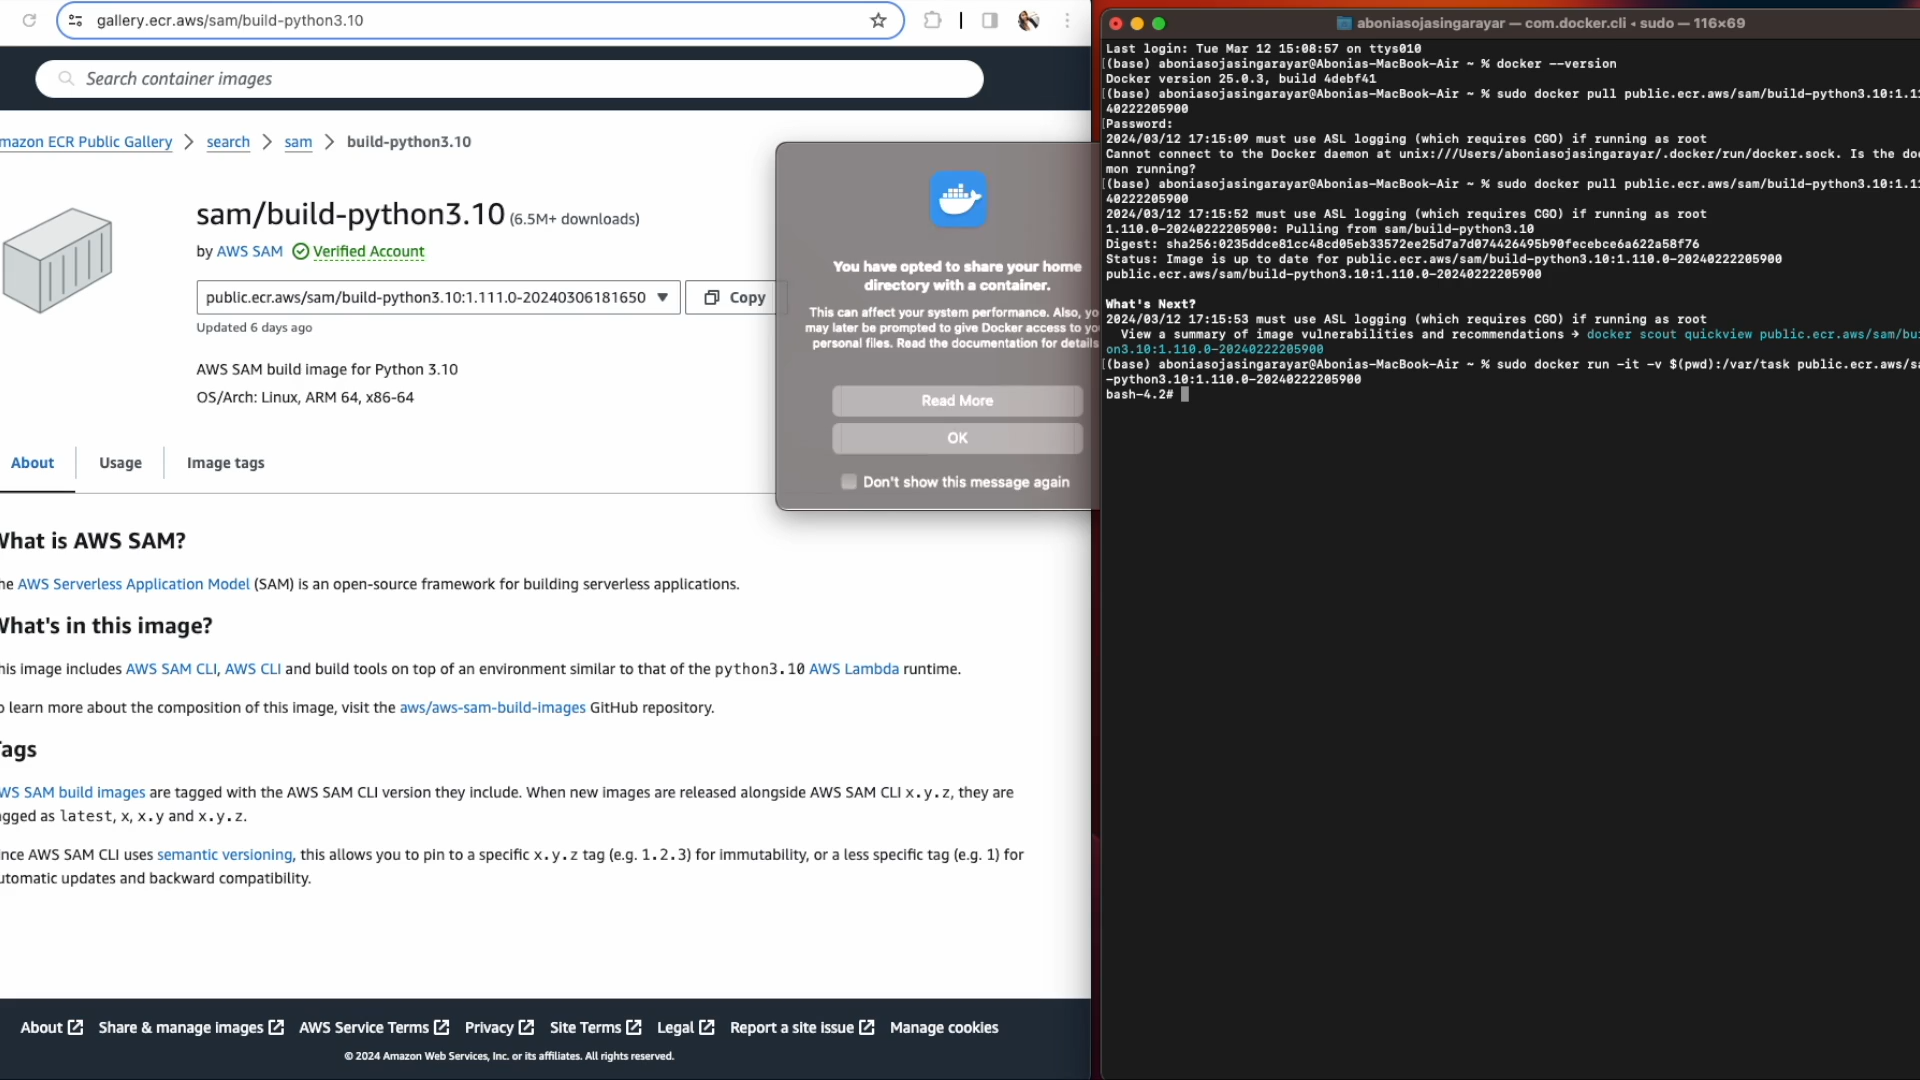 gallery.ecr.aws/sam/build-python3.10
Search container images
mazon ECR Public Gallery > search > sam > build-python3.10
sam/build-python3.10 (6.5M+ downloads)
by AWS SAM Verified Account
public.ecr.aws/sam/build-python3.10:1.111.0-20240306181650 ▼ Copy
Updated 6 days ago
AWS SAM build image for Python 3.10
OS/Arch: Linux, ARM 64, x86-64
About Usage Image tags
What is AWS SAM?
he AWS Serverless Application Model (SAM) is an open-source framework for building serverless applications.
What's in this image?
his image includes AWS SAM CLI, AWS CLI and build tools on top of an environment similar to that of the python3.10 AWS Lambda runtime.
o learn more about the composition of this image, visit the aws/aws-sam-build-images GitHub repository.
Tags
WS SAM build images are tagged with the AWS SAM CLI version they include. When new images are released alongside AWS SAM CLI x.y.z, they are
agged as latest, x, x.y and x.y.z.
ince AWS SAM CLI uses semantic versioning, this allows you to pin to a specific x.y.z tag (e.g. 1.2.3) for immutability, or a less specific tag (e.g. 1) for
utomatic updates and backward compatibility.
About Share & manage images AWS Service Terms Privacy Site Terms Legal Report a site issue Manage cookies
© 2024 Amazon Web Services, Inc. or its affiliates. All rights reserved.
You have opted to share your home
directory with a container.
This can affect your system performance. Also, yo
may later be prompted to give Docker access to yo
personal files. Read the documentation for details
Read More
OK
Don't show this message again
aboniasojasingarayar — com.docker.cli ◂ sudo — 116×69
Last login: Tue Mar 12 15:08:57 on ttys010
[(base) aboniasojasingarayar@Abonias-MacBook-Air ~ % docker --version
Docker version 25.0.3, build 4debf41
[(base) aboniasojasingarayar@Abonias-MacBook-Air ~ % sudo docker pull public.ecr.aws/sam/build-python3.10:1.11
40222205900
[Password:
2024/03/12 17:15:09 must use ASL logging (which requires CGO) if running as root
Cannot connect to the Docker daemon at unix:///Users/aboniasojasingarayar/.docker/run/docker.sock. Is the doc
mon running?
[(base) aboniasojasingarayar@Abonias-MacBook-Air ~ % sudo docker pull public.ecr.aws/sam/build-python3.10:1.11
40222205900
2024/03/12 17:15:52 must use ASL logging (which requires CGO) if running as root
1.110.0-20240222205900: Pulling from sam/build-python3.10
Digest: sha256:0235ddce81cc48cd05eb33572ee25d7a7d074426495b90fecebce6a622a58f76
Status: Image is up to date for public.ecr.aws/sam/build-python3.10:1.110.0-20240222205900
public.ecr.aws/sam/build-python3.10:1.110.0-20240222205900
What's Next?
2024/03/12 17:15:53 must use ASL logging (which requires CGO) if running as root
View a summary of image vulnerabilities and recommendations → docker scout quickview public.ecr.aws/sam/bui
on3.10:1.110.0-20240222205900
[(base) aboniasojasingarayar@Abonias-MacBook-Air ~ % sudo docker run -it -v $(pwd):/var/task public.ecr.aws/sa
-python3.10:1.110.0-20240222205900
bash-4.2#